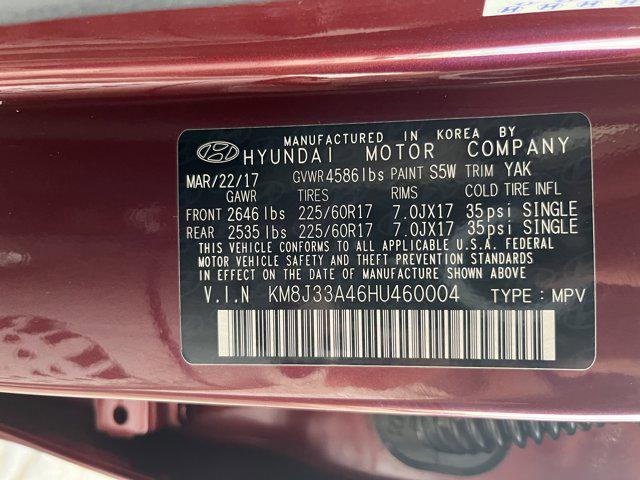 MANUFACTURED IN KOREA BY
HYUNDAI MOTOR COMPANY
MAR/22/17 GVWR 4586 lbs PAINT S5W TRIM YAK
GAWR TIRES RIMS COLD TIRE INFL
FRONT 2646 lbs 225/60R17 7.0JX17 35psi SINGLE
REAR 2535 lbs 225/60R17 7.0JX17 35psi SINGLE
THIS VEHICLE CONFORMS TO ALL APPLICABLE U.S.A. FEDERAL
MOTOR VEHICLE SAFETY AND THEFT PREVENTION STANDARDS
IN EFFECT ON THE DATE OF MANUFACTURE SHOWN ABOVE
V.I.N KM8J33A46HU460004 TYPE : MPV